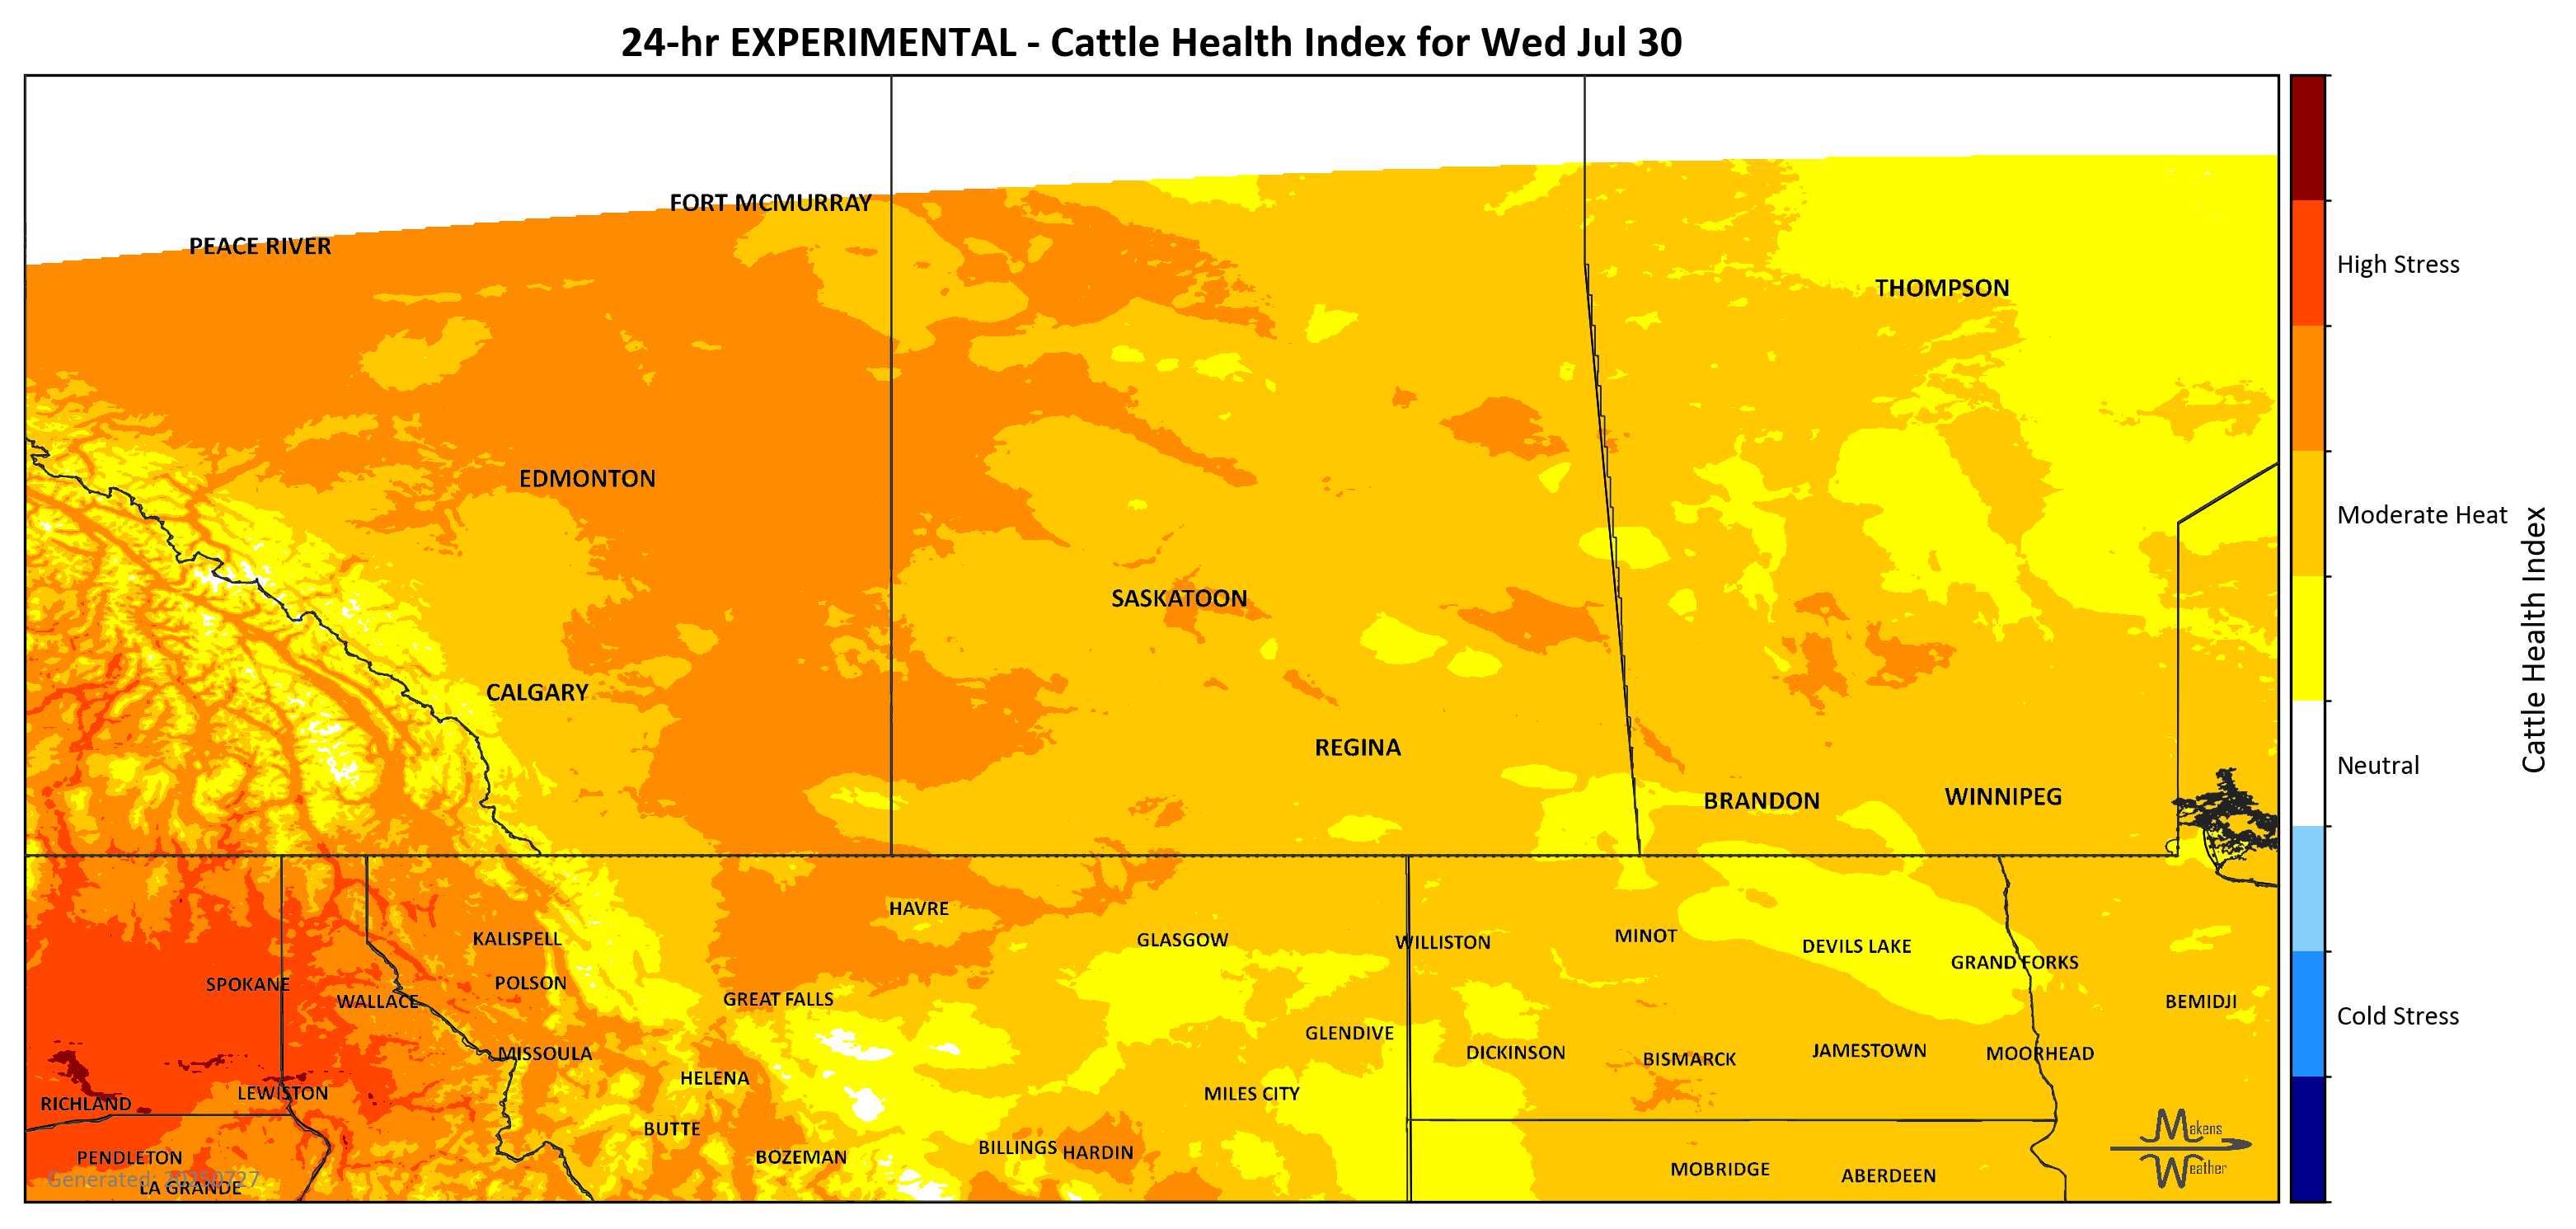 24-hr EXPERIMENTAL - Cattle Health Index for Wed Jul 30
FORT MCMURRAY
PEACE RIVER
High Stress
THOMPSON
EDMONTON
Moderate Heat
SASKATOON
Cattle Health Index
CALGARY
REGINA
Neutral
BRANDON
WINNIPEG
HAVRE
KALISPELL
GLASGOW
WILLISTON
MINOT
DEVILS LAKE
GRAND FORKS
SPOKANE
POLSON
WALLACE
GREAT FALLS
BEMIDJI
Cold Stress
GLENDIVE
MISSOULA
DICKINSON
BISMARCK
JAMESTOWN
MOORHEAD
HELENA
LEWISTON
MILES CITY
RICHLAND
BUTTE
Makens
Weather
PENDLETON
BOZEMAN
BILLINGS
HARDIN
MOBRIDGE
ABERDEEN
Generated: 20250727
LA GRANDE